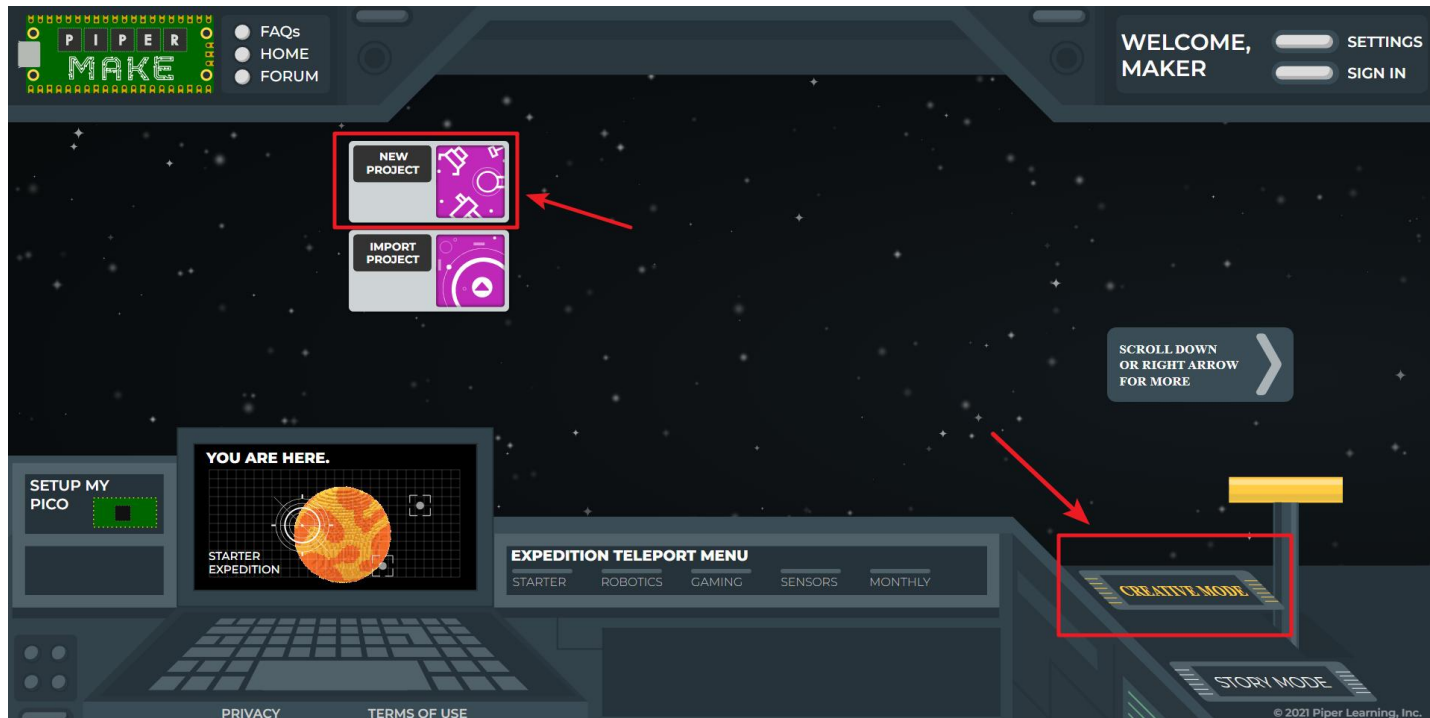 PIPER
MAKE
FAQs
HOME
FORUM
WELCOME,
MAKER
SETTINGS
SIGN IN
NEW
PROJECT
IMPORT
PROJECT
SCROLL DOWN
OR RIGHT ARROW
FOR MORE
SETUP MY
PICO
YOU ARE HERE.
STARTER
EXPEDITION
EXPEDITION TELEPORT MENU
STARTER ROBOTICS GAMING SENSORS MONTHLY
CREATIVE MODE
STORY MODE
PRIVACY TERMS OF USE
© 2021 Piper Learning, Inc.